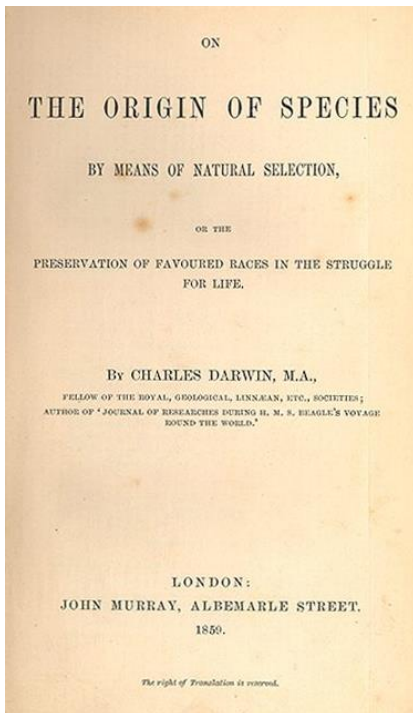 ON
THE ORIGIN OF SPECIES
BY MEANS OF NATURAL SELECTION,
OR THE
PRESERVATION OF FAVOURED RACES IN THE STRUGGLE
FOR LIFE.
By CHARLES DARWIN, M.A.,
FELLOW OF THE ROYAL, GEOLOGICAL, LINNÆAN, ETC., SOCIETIES;
AUTHOR OF ‘JOURNAL OF RESEARCHES DURING H. M. S. BEAGLE’S VOYAGE
ROUND THE WORLD.’
LONDON:
JOHN MURRAY, ALBEMARLE STREET.
1859.
The right of Translation is reserved.